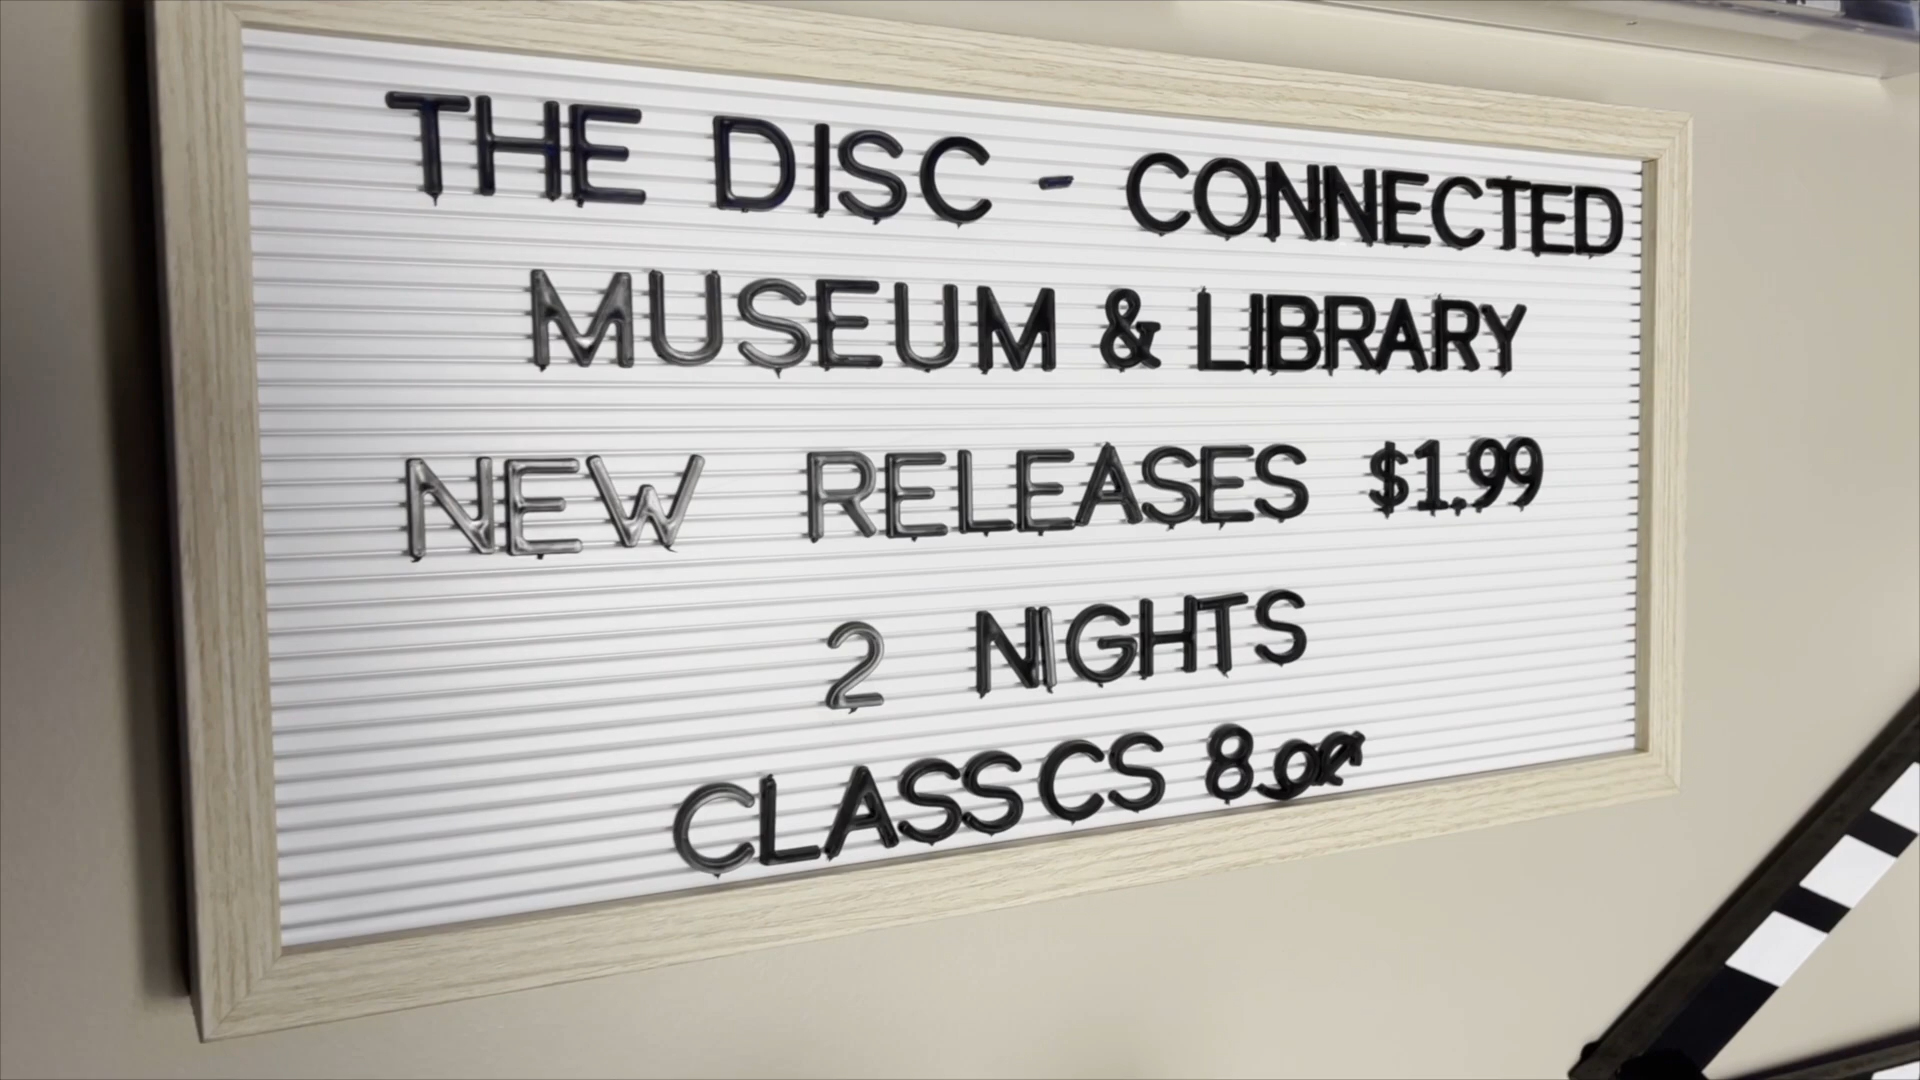 THE DISC - CONNECTED
MUSEUM & LIBRARY
NEW RELEASES $1.99
2 NIGHTS
CLASSCS